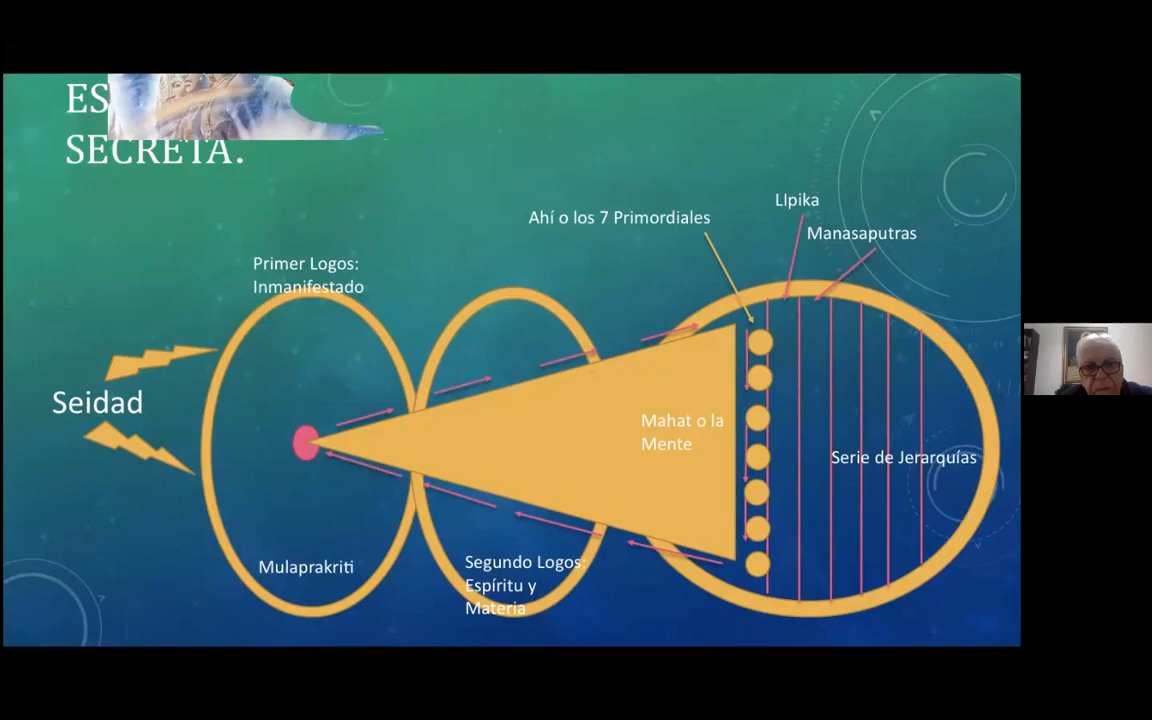 ES
SECRETA.
LIpika
Ahí o los 7 Primordiales
Manasaputras
Primer Logos:
Inmanifestado
Seidad
Mahat o la
Mente
Serie de Jerarquías
Mulaprakriti
Segundo Logos:
Espíritu y
Materia